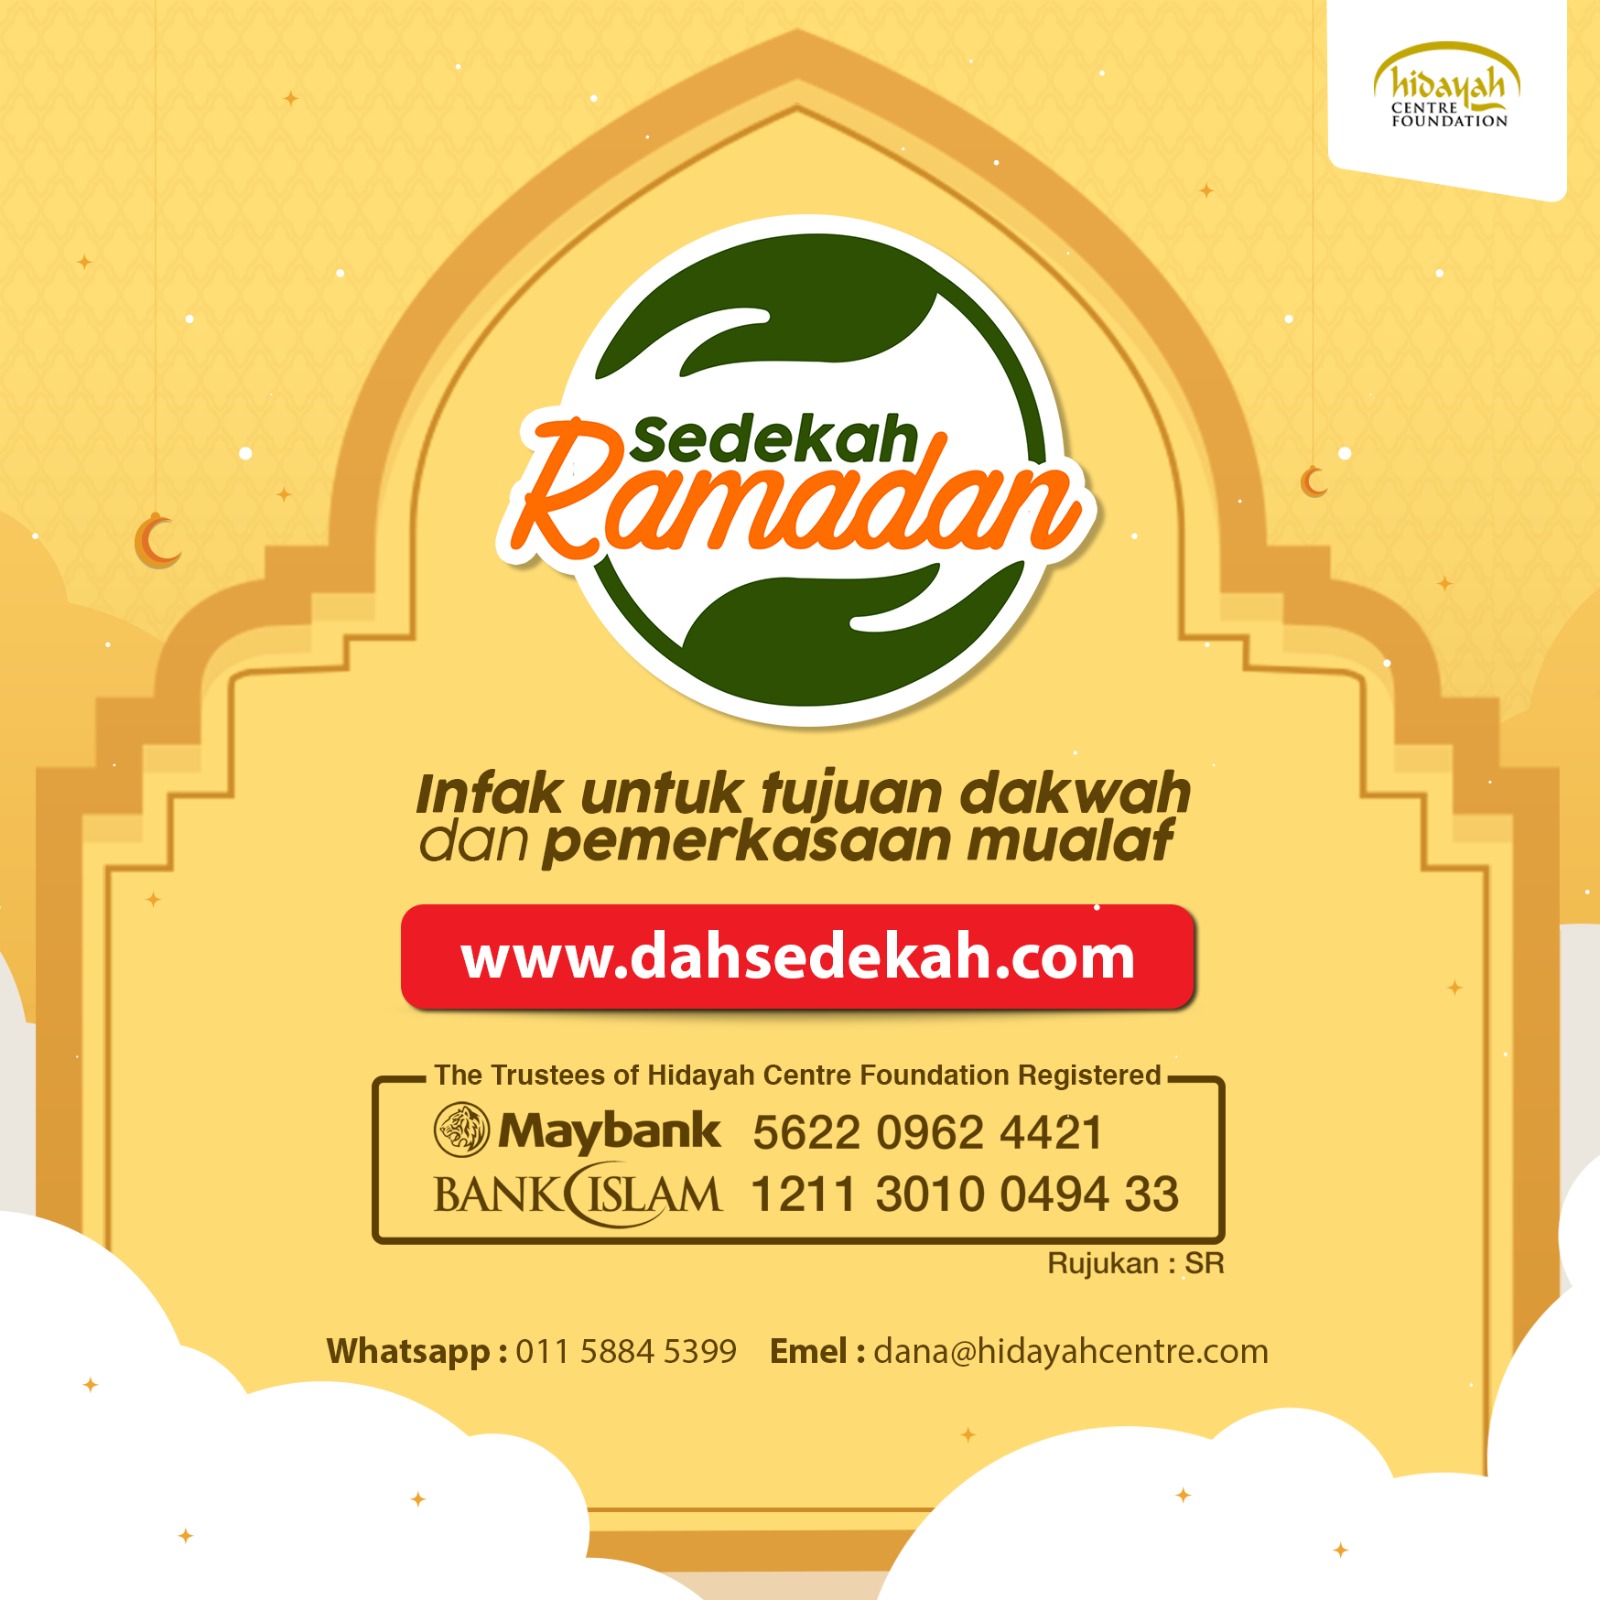 hidayah
CENTRE
FOUNDATION
Sedekah
Ramadan
Infak untuk tujuan dakwah
dan pemerkasaan mualaf
www.dahsedekah.com
The Trustees of Hidayah Centre Foundation Registered
Maybank 5622 0962 4421
BANK ISLAM 1211 3010 0494 33
Rujukan : SR
Whatsapp : 011 5884 5399 Emel : dana@hidayahcentre.com